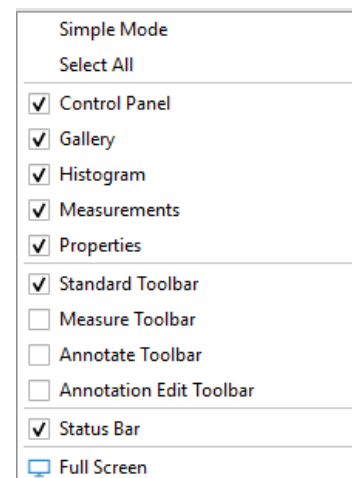 Simple Mode
Select All
Control Panel
Gallery
Histogram
Measurements
Properties
Standard Toolbar
Measure Toolbar
Annotate Toolbar
Annotation Edit Toolbar
Status Bar
Full Screen